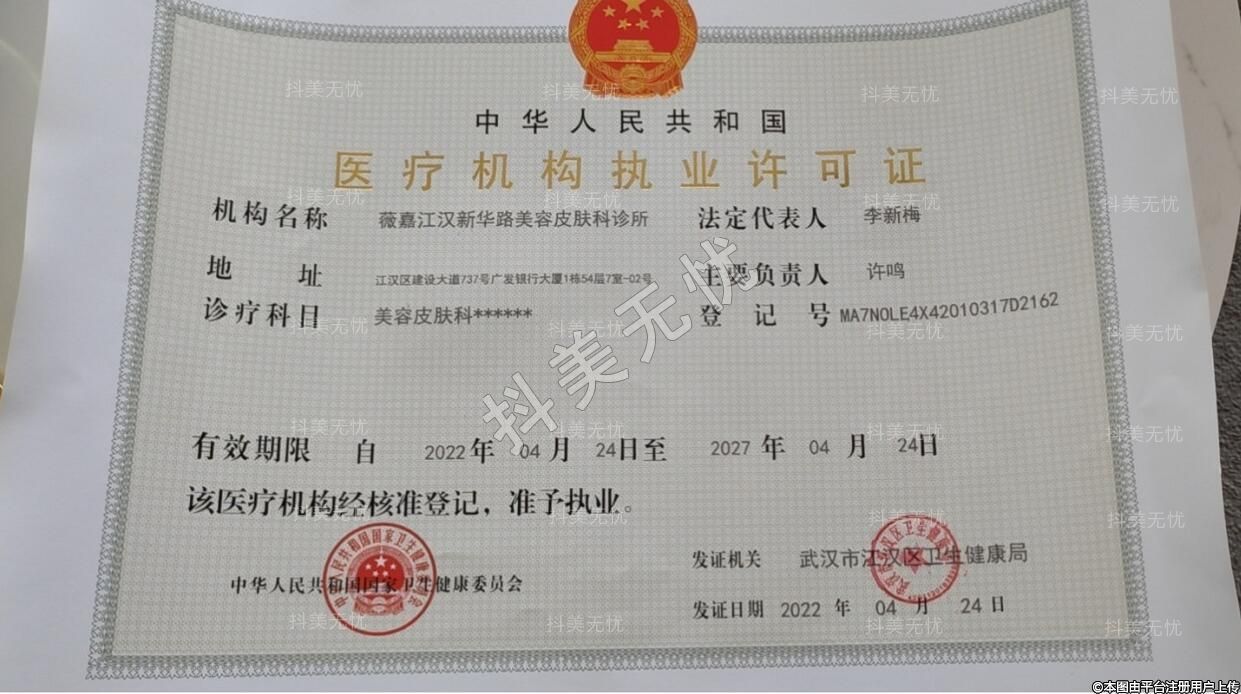 中华人民共和国
医疗机构执业许可证
机构名称 薇嘉江汉新华路美容皮肤科诊所 法定代表人 李新梅
地 址 江汉区建设大道737号广发银行大厦1栋54层7室-02号 主要负责人 许鸣
诊疗科目 美容皮肤科****** 登 记 号 MA7NOLE4X42010317D2162
抖美无忧
有效期限 自 2022年 04 月 24日至 2027 年 04 月 24日
该医疗机构经核准登记，准予执业。
发证机关 武汉市江汉区卫生健康局
中华人民共和国国家卫生健康委员会
发证日期 2022 年 04 月 24 日
©本图由平台注册用户上传